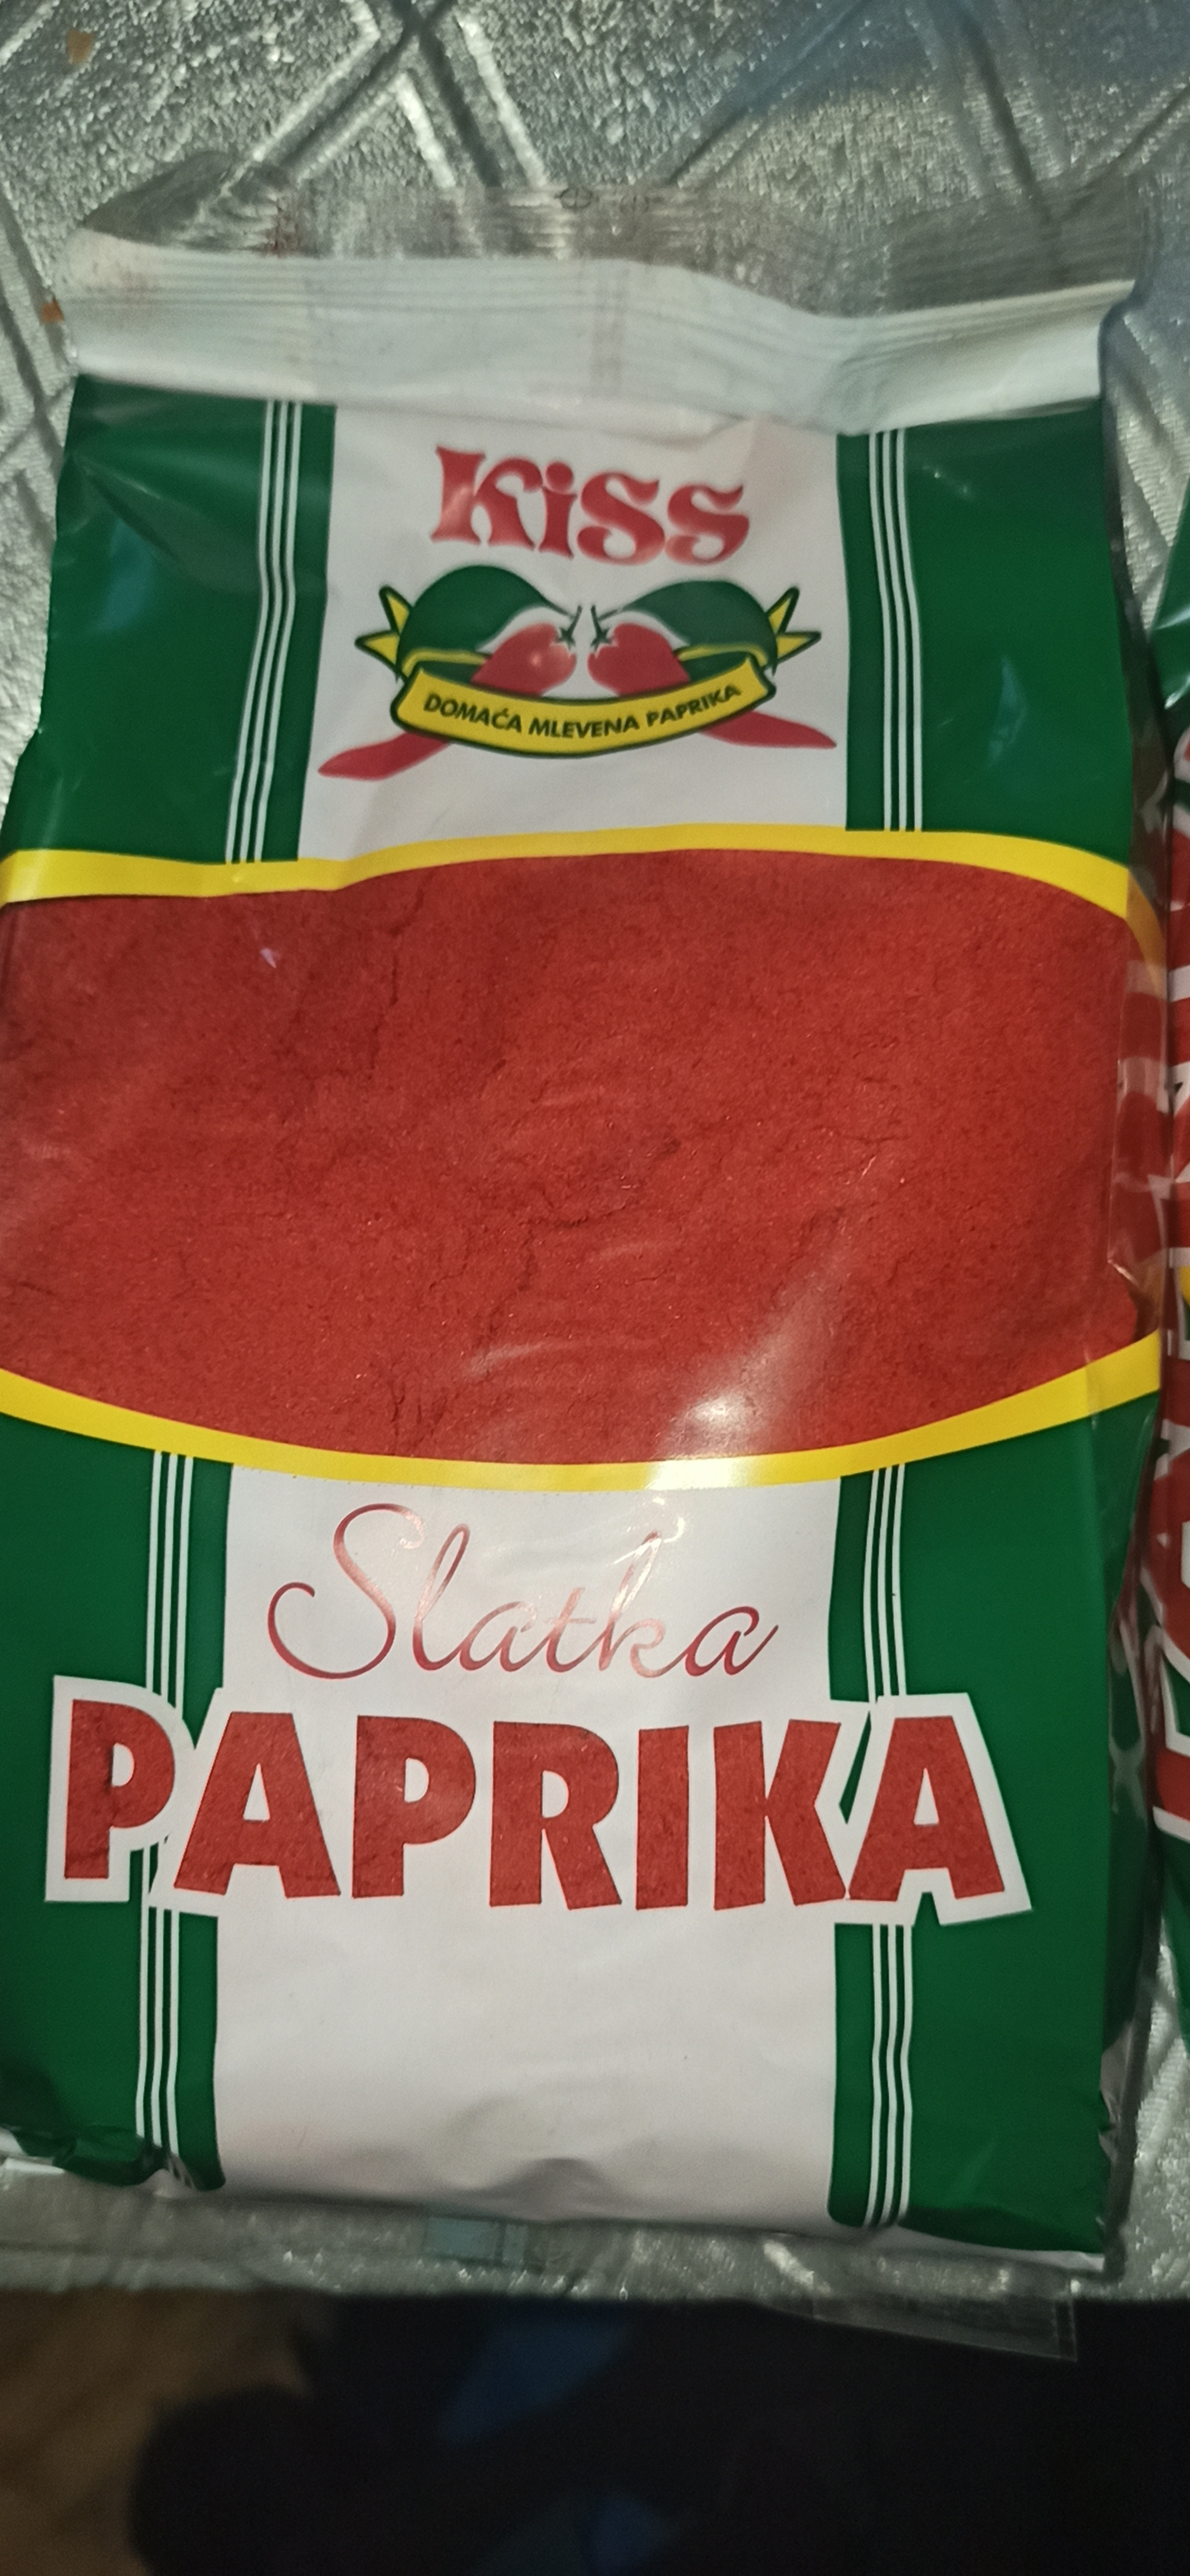 Kiss
DOMAĆA MLEVENA PAPRIKA
Slatka
PAPRIKA